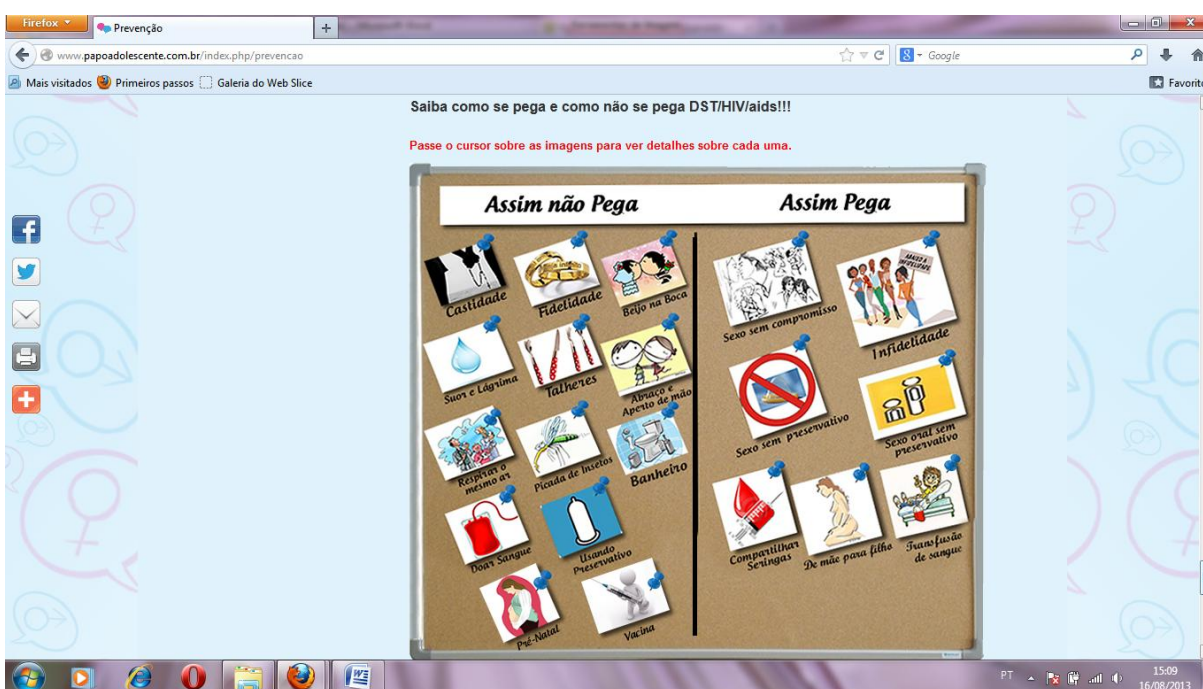 Firefox
Prevenção
www.papoadolescente.com.br/index.php/prevencao
Google
Mais visitados
Primeiros passos
Galeria do Web Slice
Favorito
Saiba como se pega e como não se pega DST/HIV/aids!!!
Passe o cursor sobre as imagens para ver detalhes sobre cada uma.
Assim não Pega
Assim Pega
Castidade
Fidelidade
Beijo na Boca
Suor e Lágrima
Talheres
Abraço e
Aperto de mão
Respirar o
mesmo ar
Picada de Insetos
Banheiro
Doar Sangue
Usando
Preservativo
Pré-Natal
Vacina
Sexo sem compromisso
Infidelidade
Sexo sem preservativo
Sexo oral sem
preservativo
Compartilhar
Seringas
De mãe para filho
Transfusão
de sangue
PT
15:09
16/08/2013